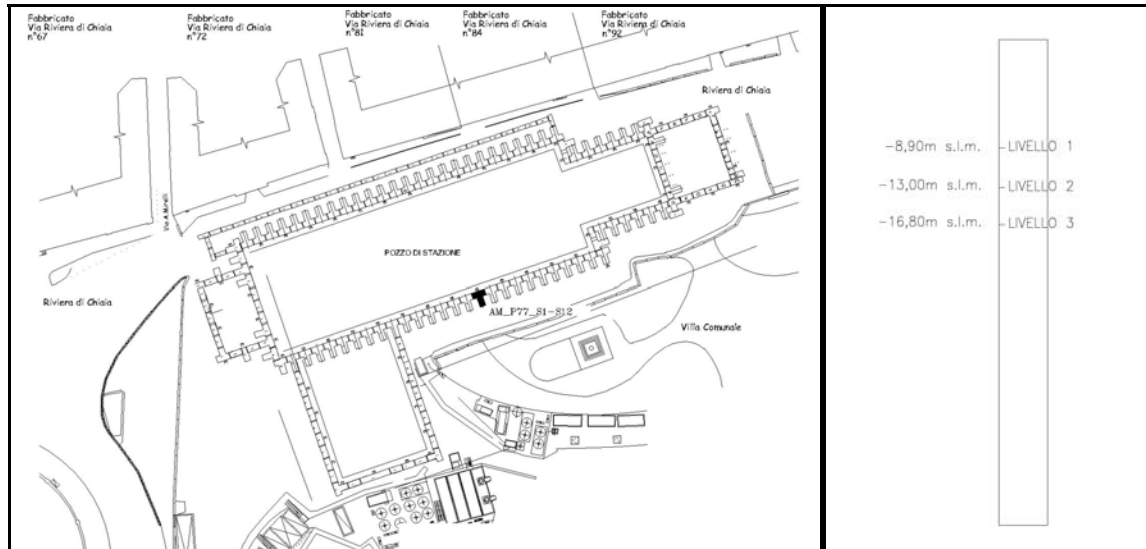 Fabbricato
Via Riviera di Chiaia
n°67
Fabbricato
Via Riviera di Chiaia
n°72
Fabbricato
Via Riviera di Chiaia
n°81
Fabbricato
Via Riviera di Chiaia
n°84
Fabbricato
Via Riviera di Chiaia
n°92
Riviera di Chiaia
Via A.Mirelli
POZZO DI STAZIONE
Riviera di Chiaia
AM_P77_S1-S12
Villa Comunale
-8,90m s.l.m. LIVELLO 1
-13,00m s.l.m. LIVELLO 2
-16,80m s.l.m. LIVELLO 3